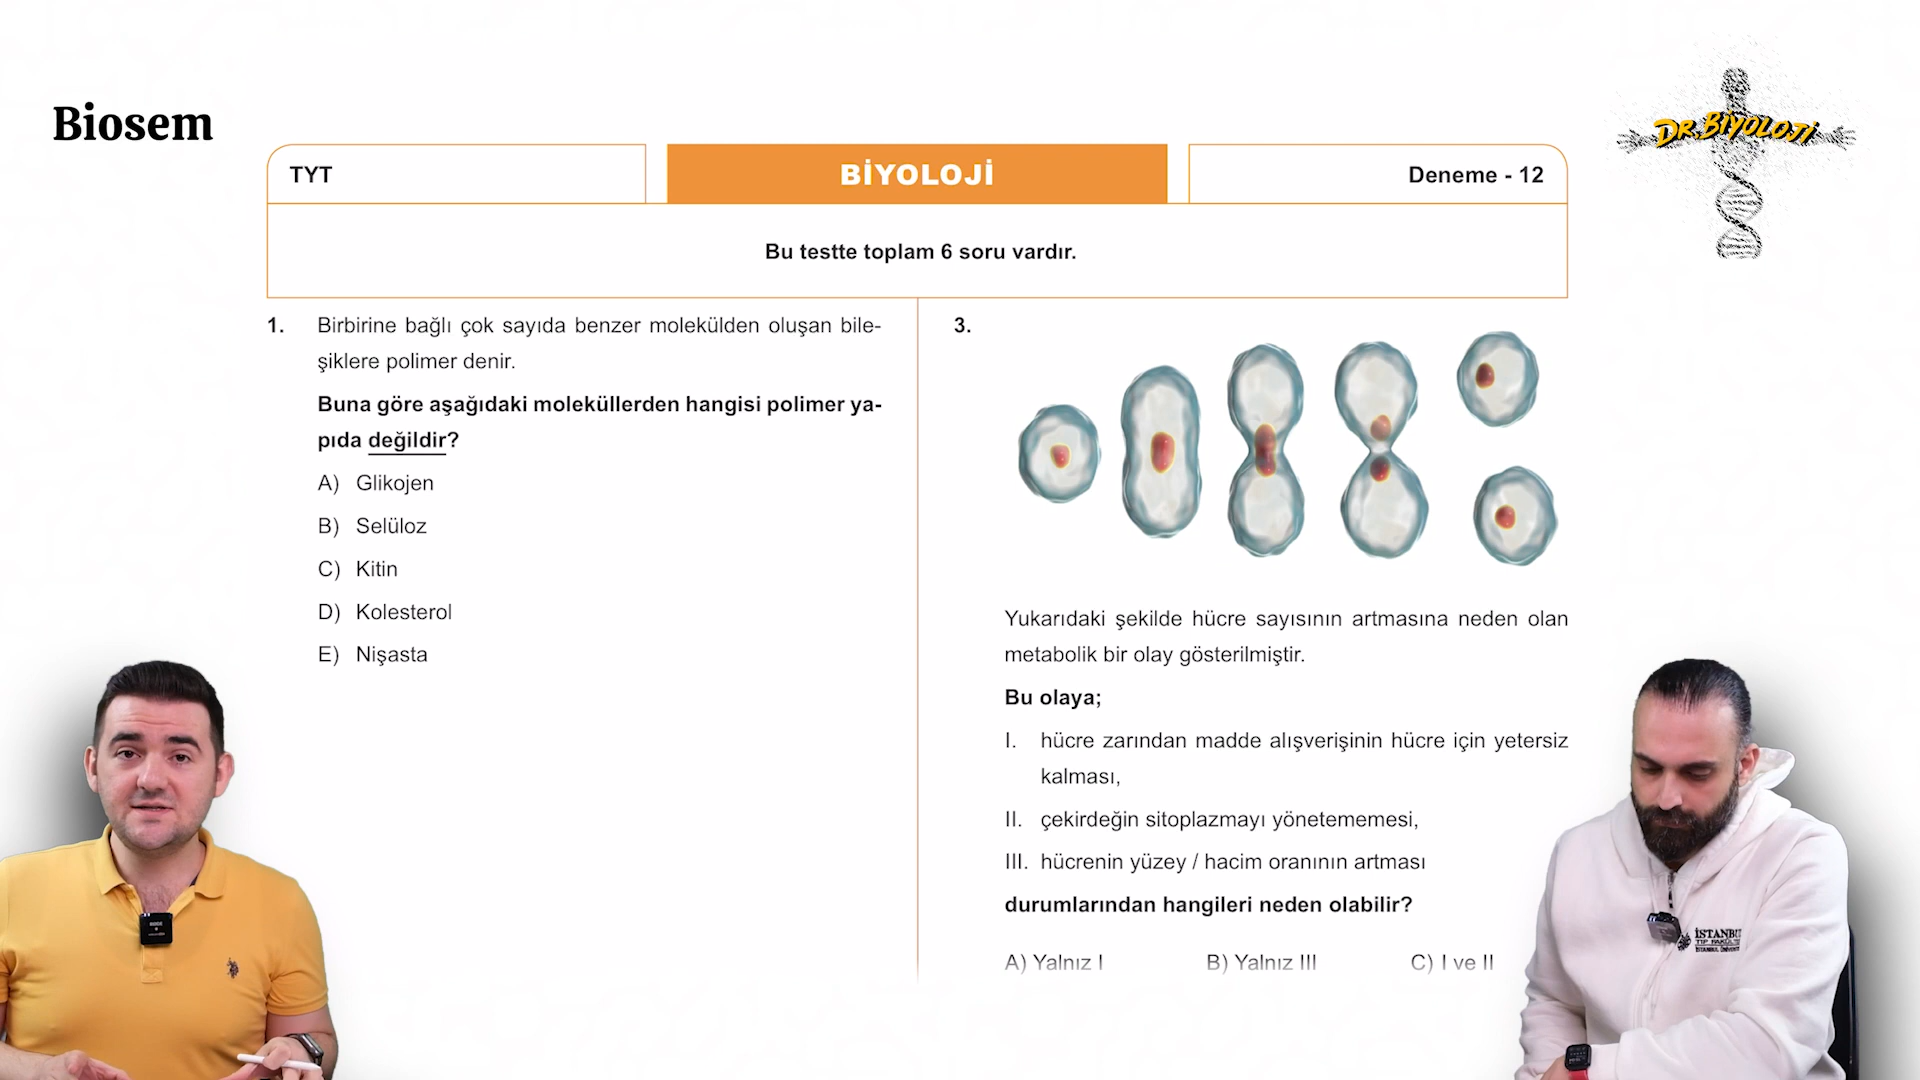 Biosem
DR.BİYOLOJİ
TYT
BİYOLOJİ
Deneme - 12
Bu testte toplam 6 soru vardır.
1. Birbirine bağlı çok sayıda benzer molekülden oluşan bile-
şiklere polimer denir.
Buna göre aşağıdaki moleküllerden hangisi polimer ya-
pıda değildir?
A) Glikojen
B) Selüloz
C) Kitin
D) Kolesterol
E) Nişasta
3.
Yukarıdaki şekilde hücre sayısının artmasına neden olan
metabolik bir olay gösterilmiştir.
Bu olaya;
I. hücre zarından madde alışverişinin hücre için yetersiz
kalması,
II. çekirdeğin sitoplazmayı yönetememesi,
III. hücrenin yüzey / hacim oranının artması
durumlarından hangileri neden olabilir?
A) Yalnız I B) Yalnız III C) I ve II
İSTANBU
TIP FAKÜLTE